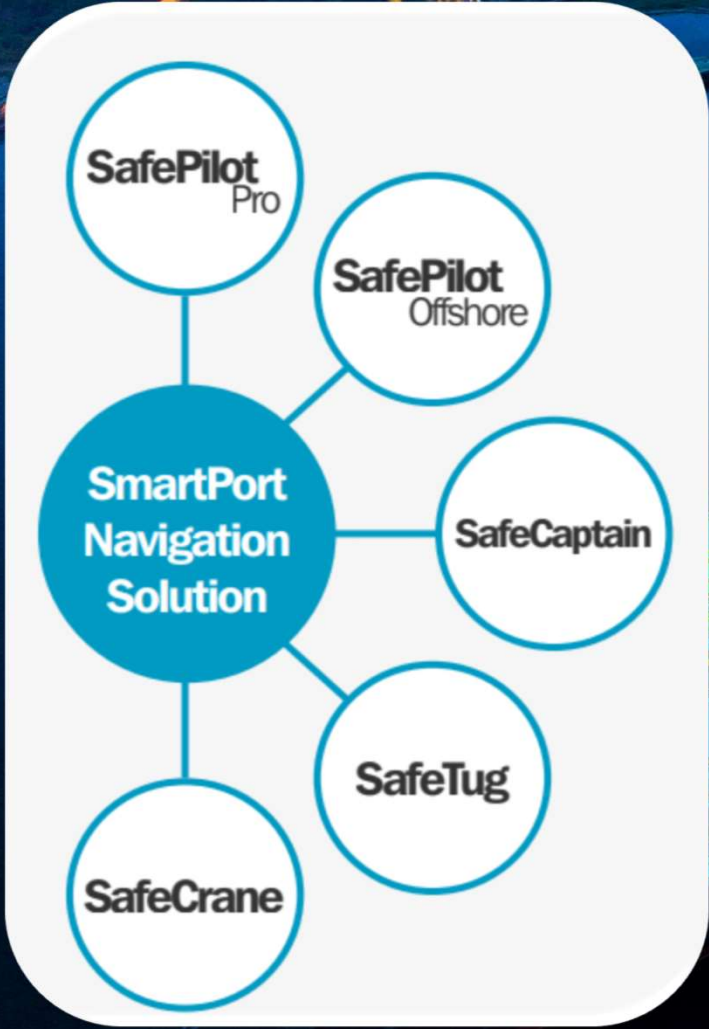 SafePilot
Pro
SafePilot
Offshore
SmartPort
Navigation
Solution
SafeCaptain
SafeTug
SafeCrane